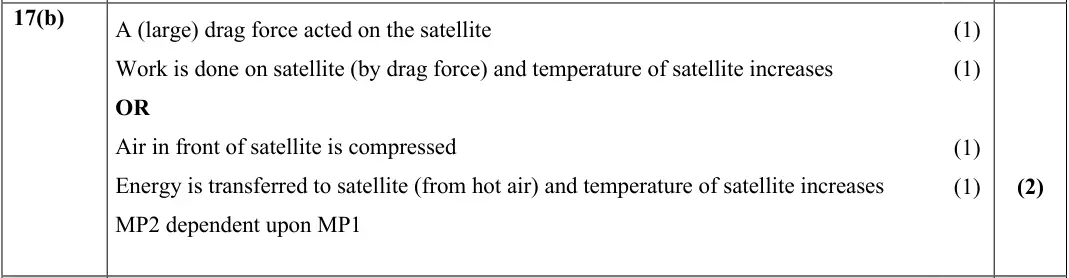 17(b)
A (large) drag force acted on the satellite (1)
Work is done on satellite (by drag force) and temperature of satellite increases (1)
OR
Air in front of satellite is compressed (1)
Energy is transferred to satellite (from hot air) and temperature of satellite increases (1) (2)
MP2 dependent upon MP1